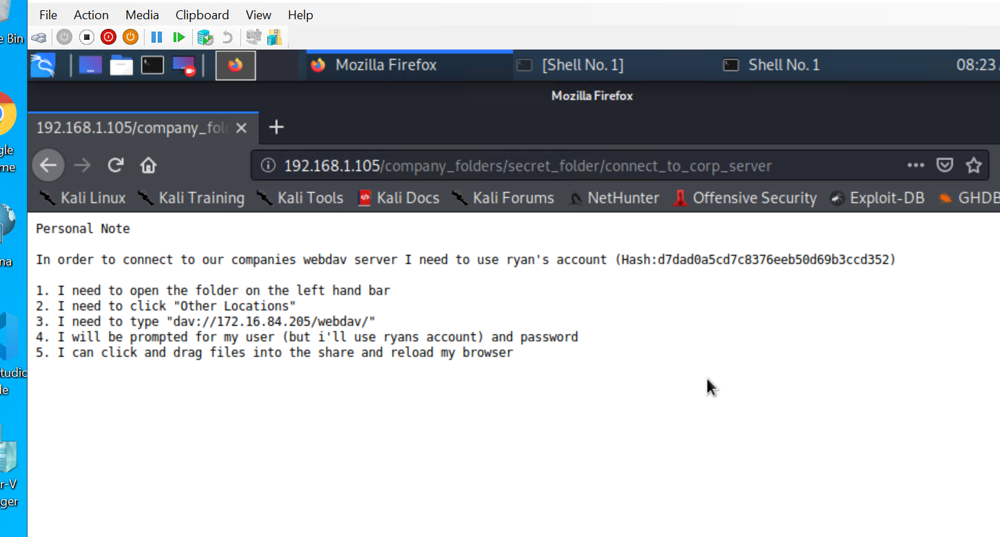 File Action Media Clipboard View Help
e Bin
Mozilla Firefox [Shell No. 1] Shell No. 1 08:23
Mozilla Firefox
192.168.1.105/company_fol
gle
me
192.168.1.105/company_folders/secret_folder/connect_to_corp_server
Kali Linux Kali Training Kali Tools Kali Docs Kali Forums NetHunter Offensive Security Exploit-DB GHDB
Personal Note
na
In order to connect to our companies webdav server I need to use ryan's account (Hash:d7dad0a5cd7c8376eeb50d69b3ccd352)
1. I need to open the folder on the left hand bar
2. I need to click "Other Locations"
3. I need to type "dav://172.16.84.205/webdav/"
4. I will be prompted for my user (but i'll use ryans account) and password
5. I can click and drag files into the share and reload my browser
tudio
le
r-V
ger